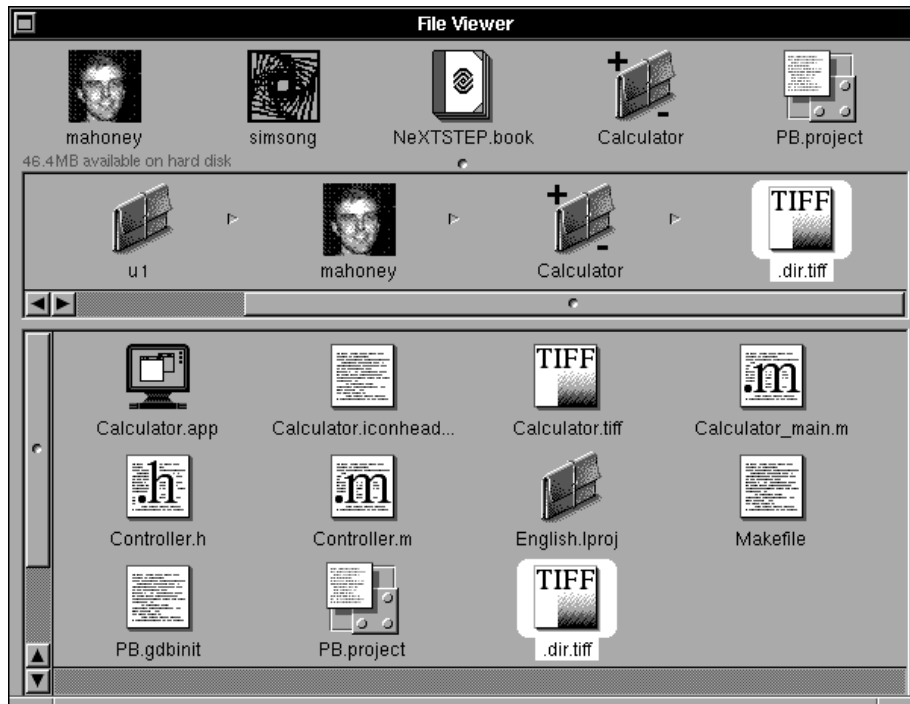 File Viewer
mahoney simsong NeXTSTEP.book Calculator PB.project
46.4MB available on hard disk
TIFF
u1 mahoney Calculator .dir.tiff
TIFF .m
Calculator.app Calculator.iconhead... Calculator.tiff Calculator_main.m
.h .m
Controller.h Controller.m English.lproj Makefile
TIFF
PB.gdbinit PB.project .dir.tiff